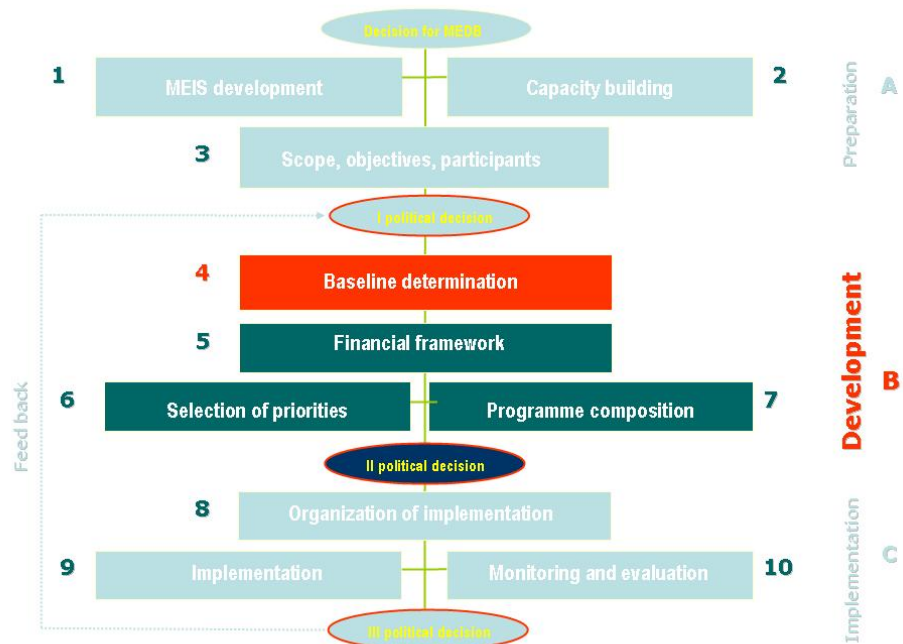 Decision for MEDB
1
MEIS development
Capacity building
2
Preparation
A
3
Scope, objectives, participants
I political decision
4
Baseline determination
5
Financial framework
6
Selection of priorities
Programme composition
7
Development
B
II political decision
8
Organization of implementation
9
Implementation
Monitoring and evaluation
10
Implementation
C
III political decision
Feed back